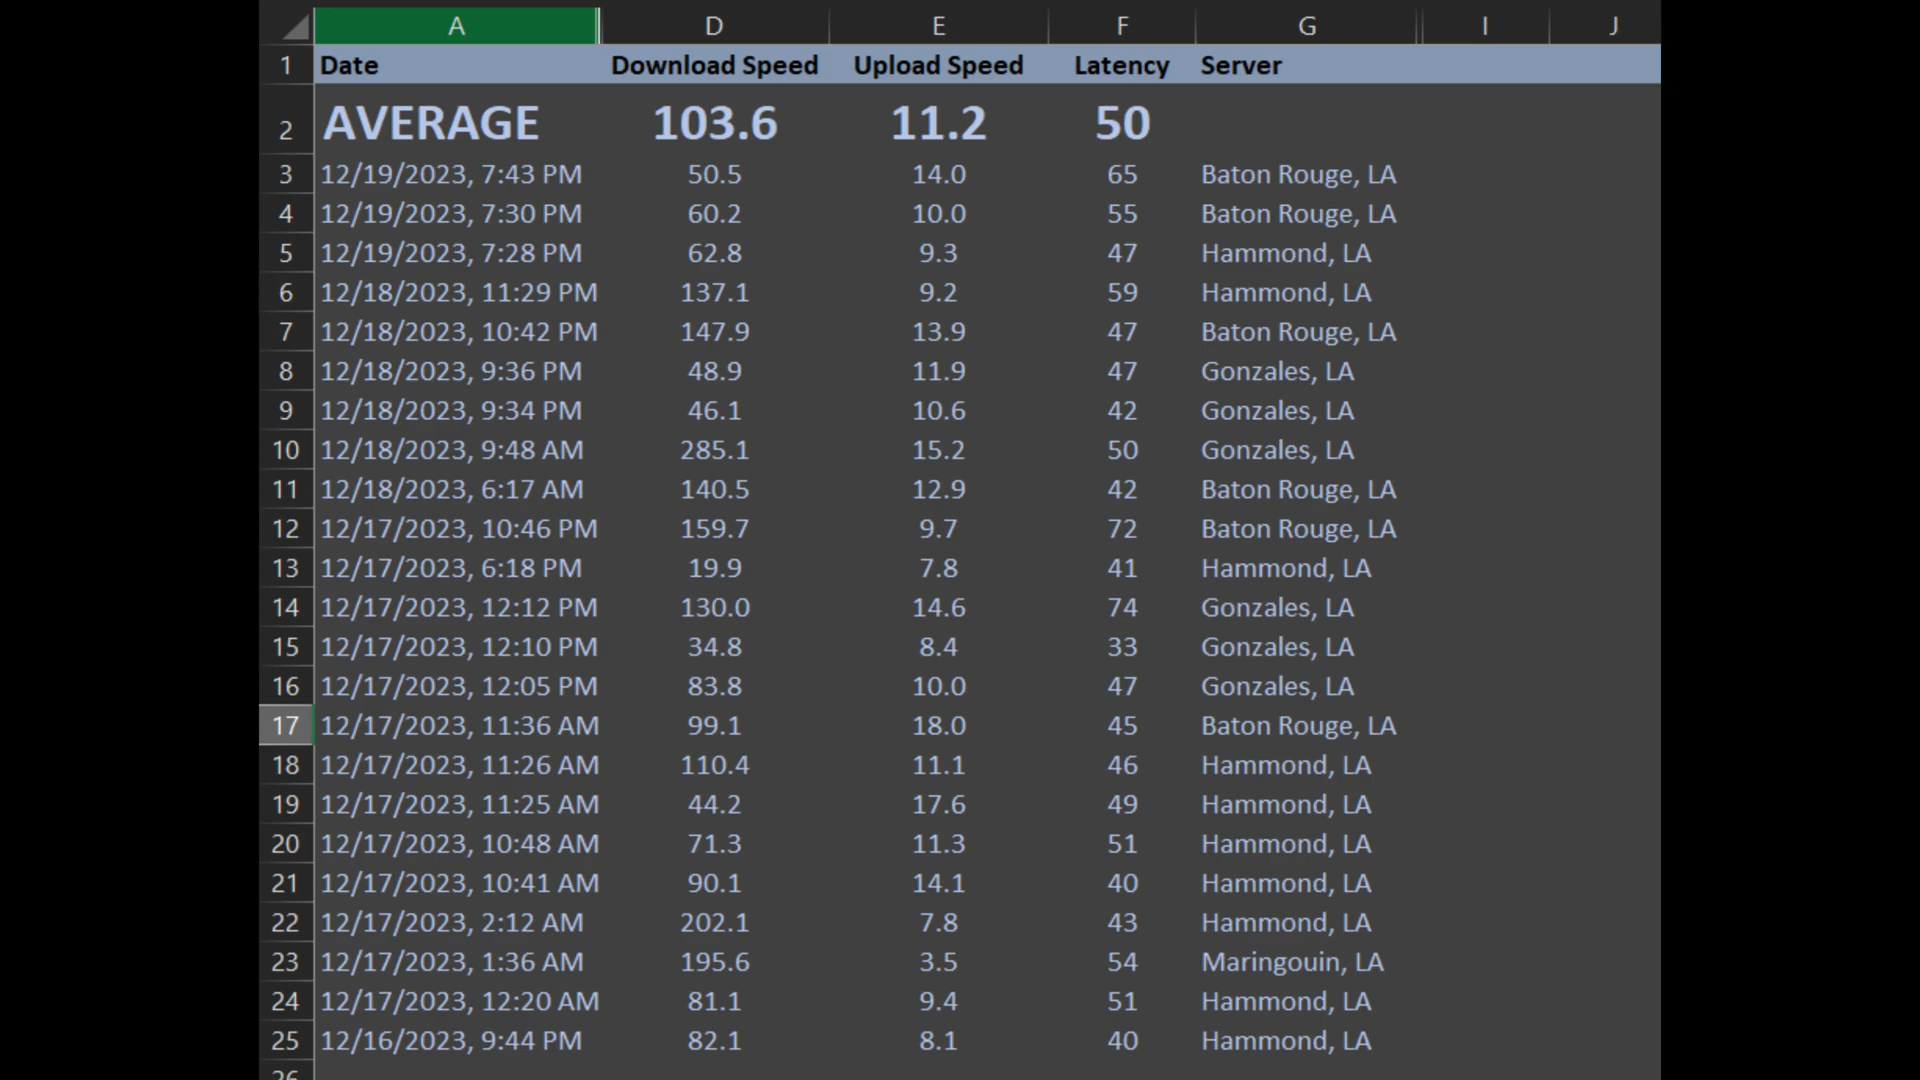 A D E F G I J
1 Date Download Speed Upload Speed Latency Server
2 AVERAGE 103.6 11.2 50
3 12/19/2023, 7:43 PM 50.5 14.0 65 Baton Rouge, LA
4 12/19/2023, 7:30 PM 60.2 10.0 55 Baton Rouge, LA
5 12/19/2023, 7:28 PM 62.8 9.3 47 Hammond, LA
6 12/18/2023, 11:29 PM 137.1 9.2 59 Hammond, LA
7 12/18/2023, 10:42 PM 147.9 13.9 47 Baton Rouge, LA
8 12/18/2023, 9:36 PM 48.9 11.9 47 Gonzales, LA
9 12/18/2023, 9:34 PM 46.1 10.6 42 Gonzales, LA
10 12/18/2023, 9:48 AM 285.1 15.2 50 Gonzales, LA
11 12/18/2023, 6:17 AM 140.5 12.9 42 Baton Rouge, LA
12 12/17/2023, 10:46 PM 159.7 9.7 72 Baton Rouge, LA
13 12/17/2023, 6:18 PM 19.9 7.8 41 Hammond, LA
14 12/17/2023, 12:12 PM 130.0 14.6 74 Gonzales, LA
15 12/17/2023, 12:10 PM 34.8 8.4 33 Gonzales, LA
16 12/17/2023, 12:05 PM 83.8 10.0 47 Gonzales, LA
17 12/17/2023, 11:36 AM 99.1 18.0 45 Baton Rouge, LA
18 12/17/2023, 11:26 AM 110.4 11.1 46 Hammond, LA
19 12/17/2023, 11:25 AM 44.2 17.6 49 Hammond, LA
20 12/17/2023, 10:48 AM 71.3 11.3 51 Hammond, LA
21 12/17/2023, 10:41 AM 90.1 14.1 40 Hammond, LA
22 12/17/2023, 2:12 AM 202.1 7.8 43 Hammond, LA
23 12/17/2023, 1:36 AM 195.6 3.5 54 Maringouin, LA
24 12/17/2023, 12:20 AM 81.1 9.4 51 Hammond, LA
25 12/16/2023, 9:44 PM 82.1 8.1 40 Hammond, LA
26